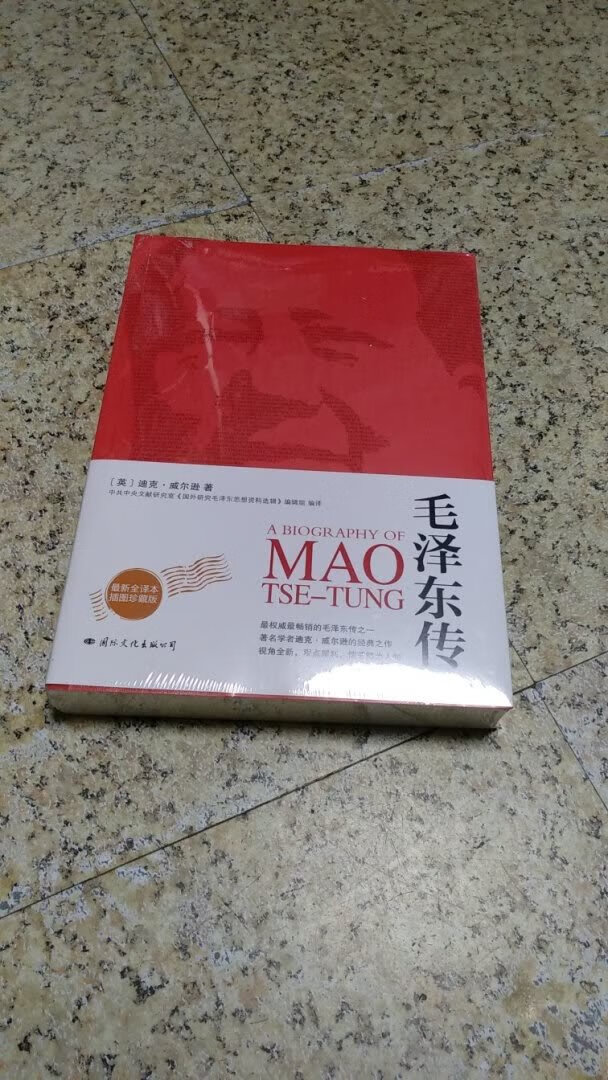 [英]迪克·威尔逊 著
中共中央文献研究室《国外研究毛泽东思想资料选辑》编辑组 编译
毛泽东传
A BIOGRAPHY OF
MAO
TSE-TUNG
最新全译本
插图珍藏版
最权威最畅销的毛泽东传之一
著名学者迪克·威尔逊的经典之作
视角全新，观点犀利，
国际文化出版公司